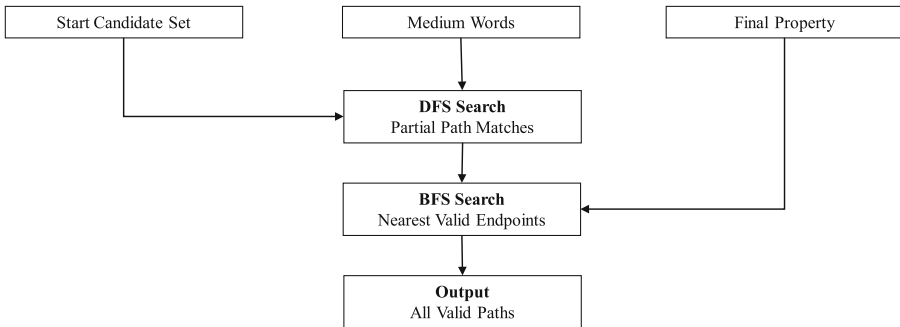 Start Candidate Set
Medium Words
Final Property
DFS Search
Partial Path Matches
BFS Search
Nearest Valid Endpoints
Output
All Valid Paths